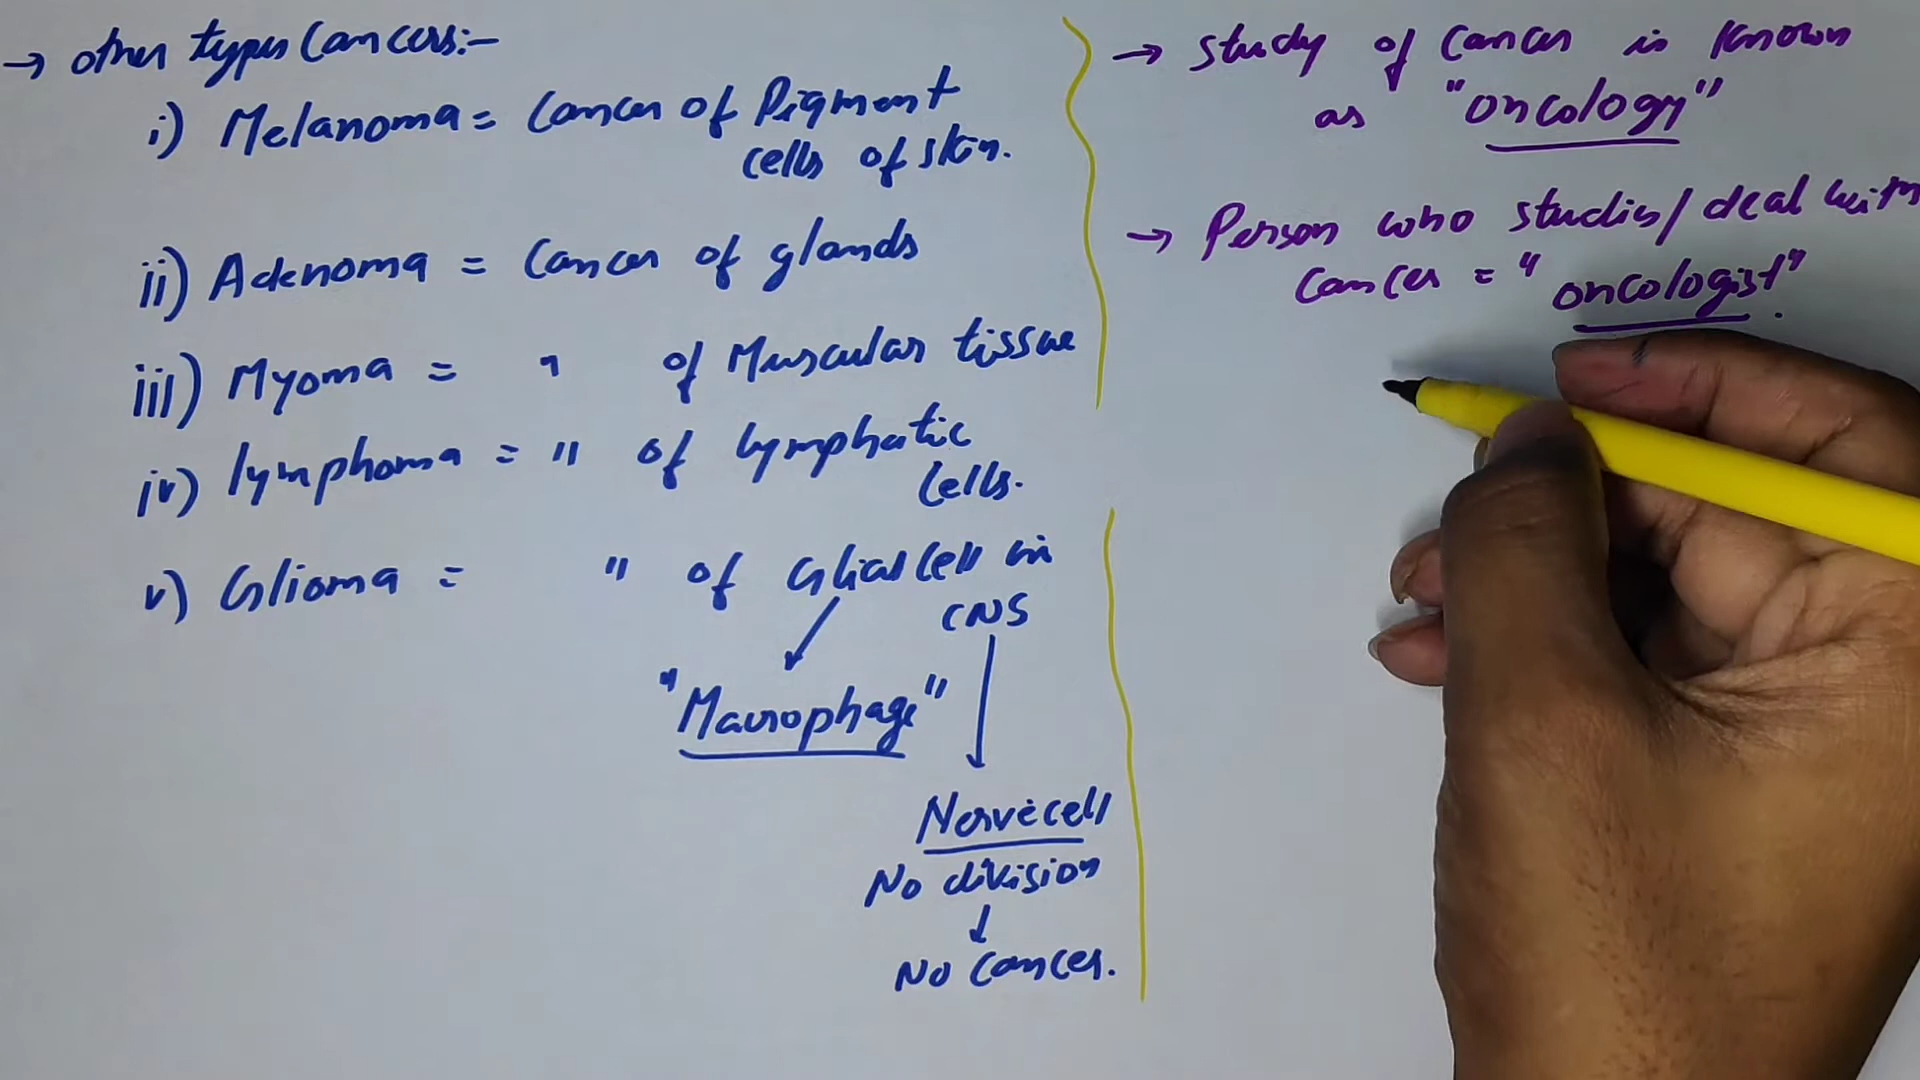 → other types Cancers:-
i) Melanoma = Cancer of Pigment
cells of skin.
ii) Adenoma = Cancer of glands
iii) Myoma = " of Muscular tissue
iv) lymphoma = " of lymphatic
Cells.
v) Glioma = " of Glial Cell in
CNS
"Macrophage"
Nerve cell
No division
↓
No Cancer.
→ Study of Cancer is known
as "oncology"
→ Person who studies/deal with
Cancer = "oncologist".